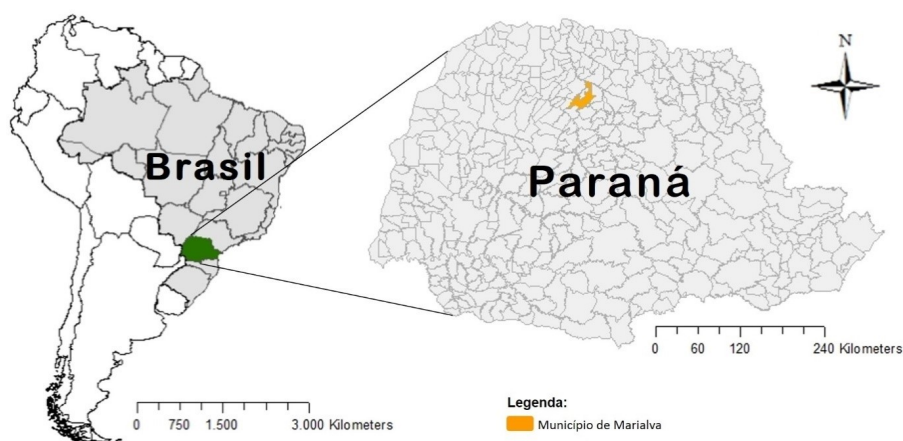 Brasil
Paraná
N
0 60 120 240 Kilometers
0 750 1.500 3.000 Kilometers
Legenda:
Município de Marialva